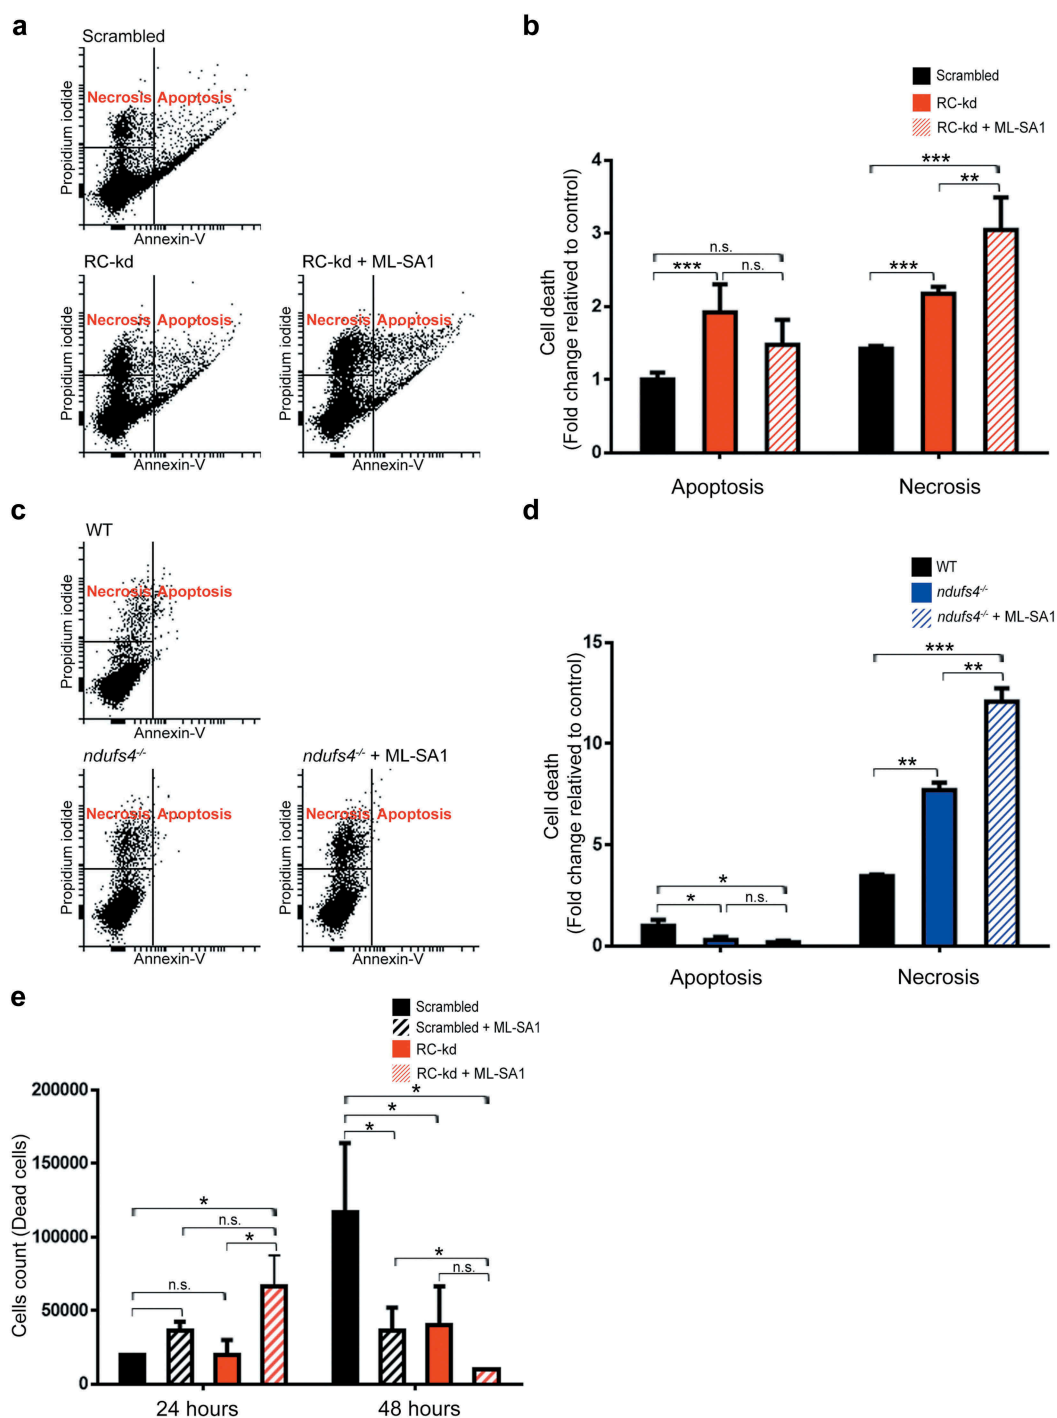 a
Scrambled
Propidium iodide
Necrosis Apoptosis
Annexin-V
RC-kd
Propidium iodide
Necrosis Apoptosis
Annexin-V
RC-kd + ML-SA1
Propidium iodide
Necrosis Apoptosis
Annexin-V
b
Scrambled
RC-kd
RC-kd + ML-SA1
Cell death
(Fold change relatived to control)
4
3
2
1
0
n.s.
***
n.s.
***
**
***
Apoptosis
Necrosis
c
WT
Propidium iodide
Necrosis Apoptosis
Annexin-V
ndufs4-/-
Propidium iodide
Necrosis Apoptosis
Annexin-V
ndufs4-/- + ML-SA1
Propidium iodide
Necrosis Apoptosis
Annexin-V
d
WT
ndufs4-/-
ndufs4-/- + ML-SA1
Cell death
(Fold change relatived to control)
15
10
5
0
*
*
n.s.
***
**
**
Apoptosis
Necrosis
e
Scrambled
Scrambled + ML-SA1
RC-kd
RC-kd + ML-SA1
Cells count (Dead cells)
200000
150000
100000
50000
0
*
n.s.
*
n.s.
*
*
*
*
n.s.
24 hours
48 hours